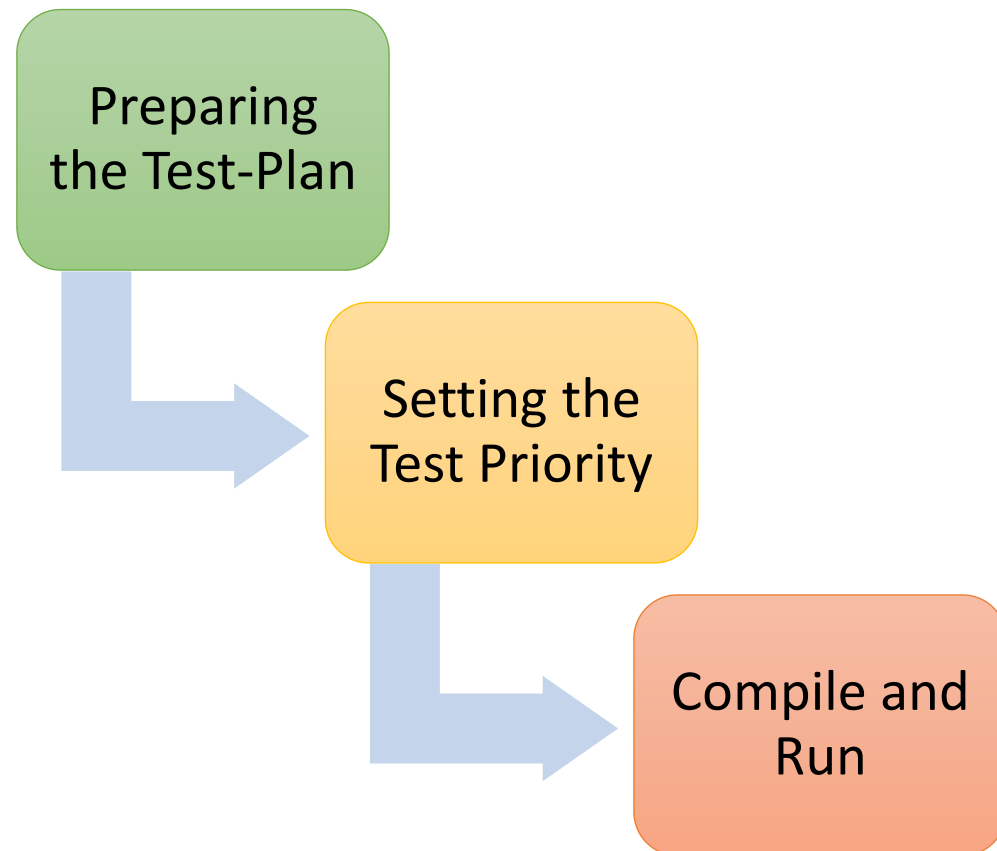 Preparing
the Test-Plan
Setting the
Test Priority
Compile and
Run